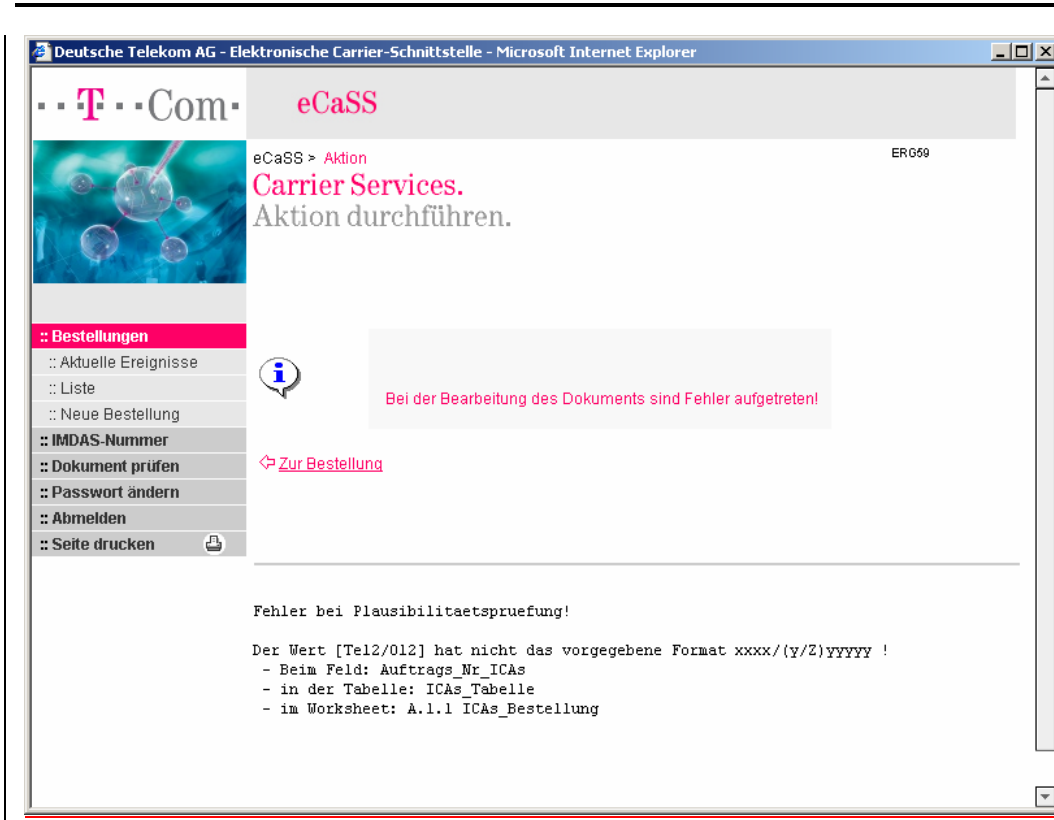 Deutsche Telekom AG - Elektronische Carrier-Schnittstelle - Microsoft Internet Explorer
· · T · · Com ·
eCaSS
eCaSS > Aktion
ERG59
Carrier Services.
Aktion durchführen.
:: Bestellungen
:: Aktuelle Ereignisse
:: Liste
:: Neue Bestellung
:: IMDAS-Nummer
:: Dokument prüfen
:: Passwort ändern
:: Abmelden
:: Seite drucken
i
Bei der Bearbeitung des Dokuments sind Fehler aufgetreten!
Zur Bestellung
Fehler bei Plausibilitaetspruefung!
Der Wert [Tel2/012] hat nicht das vorgegebene Format xxxx/(y/Z)yyyyy !
- Beim Feld: Auftrags_Nr_ICAs
- in der Tabelle: ICAs_Tabelle
- im Worksheet: A.1.1 ICAs_Bestellung